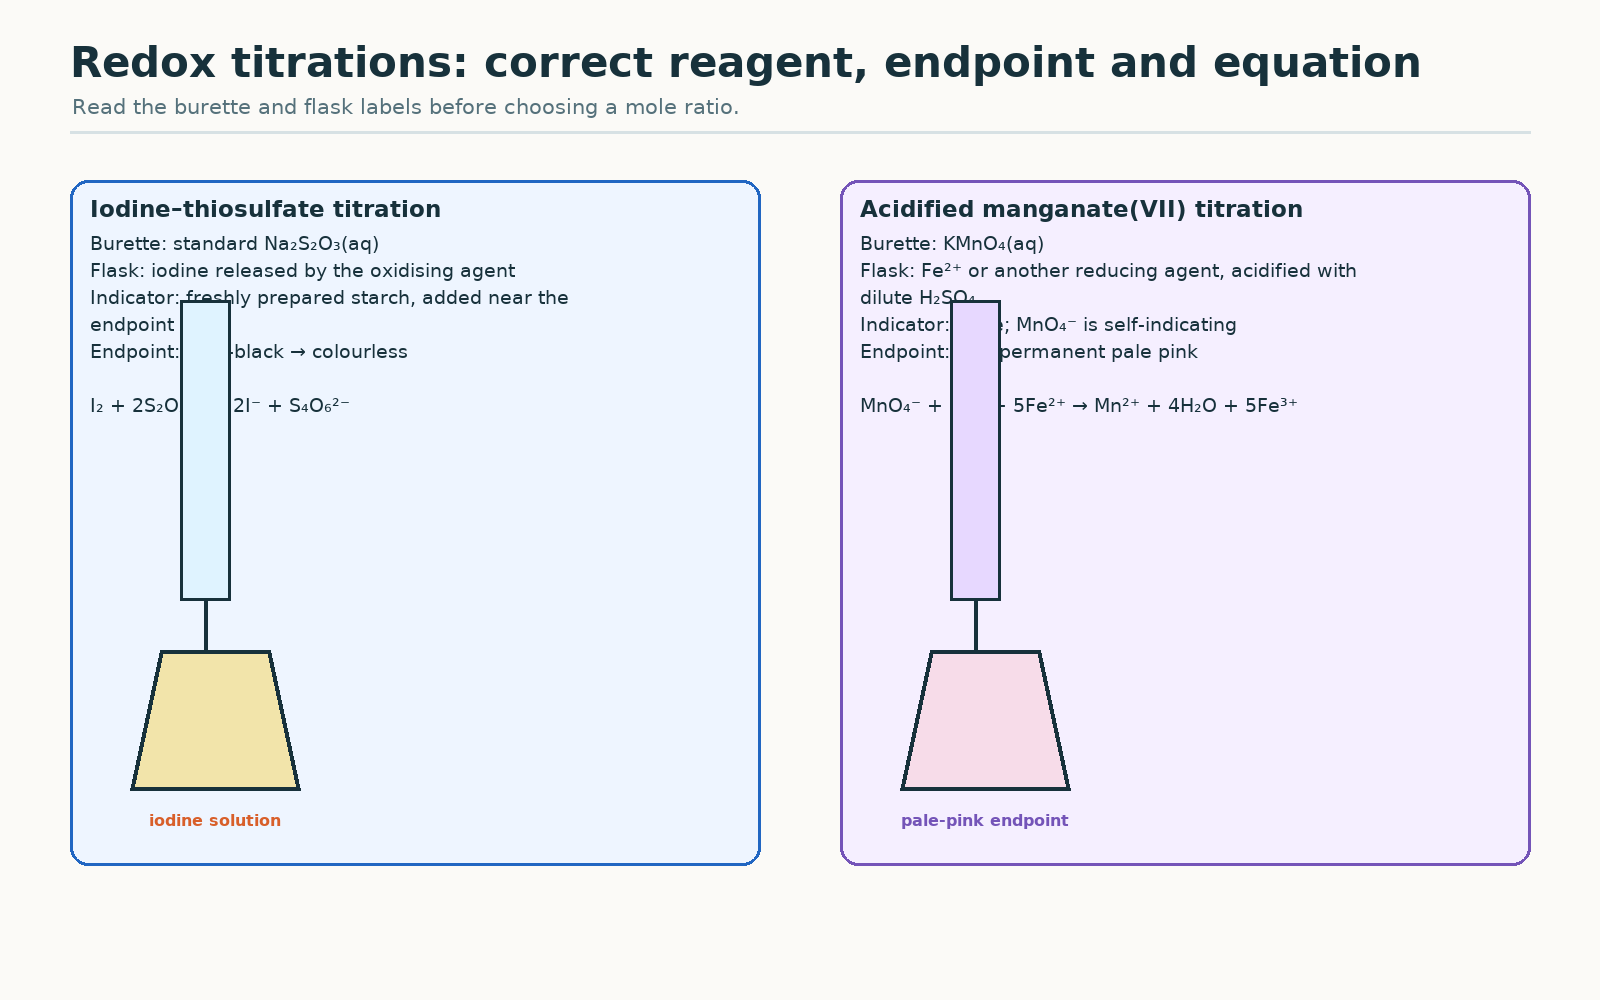 Redox titrations: correct reagent, endpoint and equation
Read the burette and flask labels before choosing a mole ratio.
Iodine–thiosulfate titration
Burette: standard Na₂S₂O₃(aq)
Flask: iodine released by the oxidising agent
Indicator: freshly prepared starch, added near the
endpoint
Endpoint: -black → colourless
I₂ + 2S₂O 2I⁻ + S₄O₆²⁻
iodine solution
Acidified manganate(VII) titration
Burette: KMnO₄(aq)
Flask: Fe²⁺ or another reducing agent, acidified with
dilute H₂SO₄
Indicator: ; MnO₄⁻ is self-indicating
Endpoint: permanent pale pink
MnO₄⁻ + 5Fe²⁺ → Mn²⁺ + 4H₂O + 5Fe³⁺
pale-pink endpoint